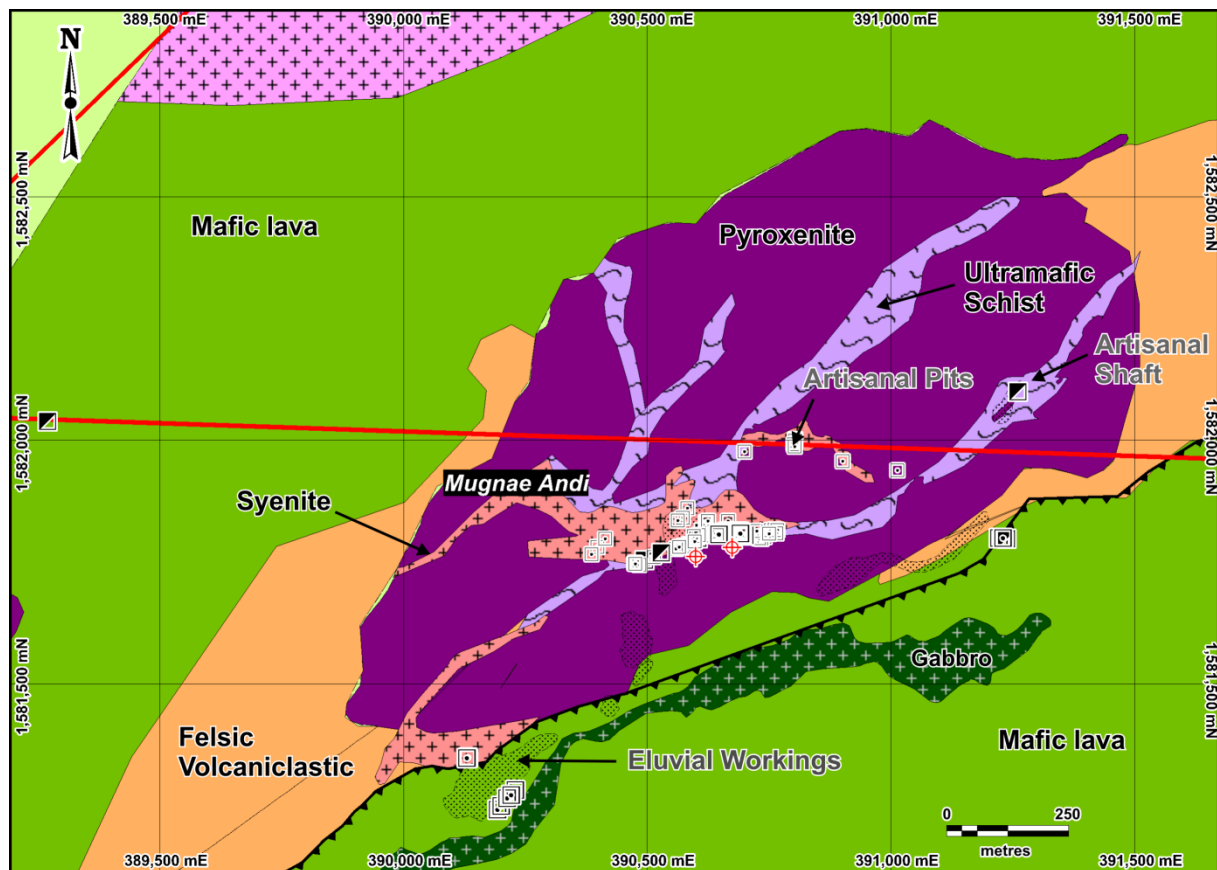 389,500 mE
390,000 mE
390,500 mE
391,000 mE
391,500 mE
N
1,582,500 mN
1,582,500 mN
Mafic lava
Pyroxenite
Ultramafic
Schist
Artisanal
Shaft
Artisanal Pits
1,582,000 mN
1,582,000 mN
Mugnae Andi
Syenite
Gabbro
1,581,500 mN
1,581,500 mN
Felsic
Volcaniclastic
Eluvial Workings
Mafic lava
0
250
metres
389,500 mE
390,000 mE
390,500 mE
391,000 mE
391,500 mE